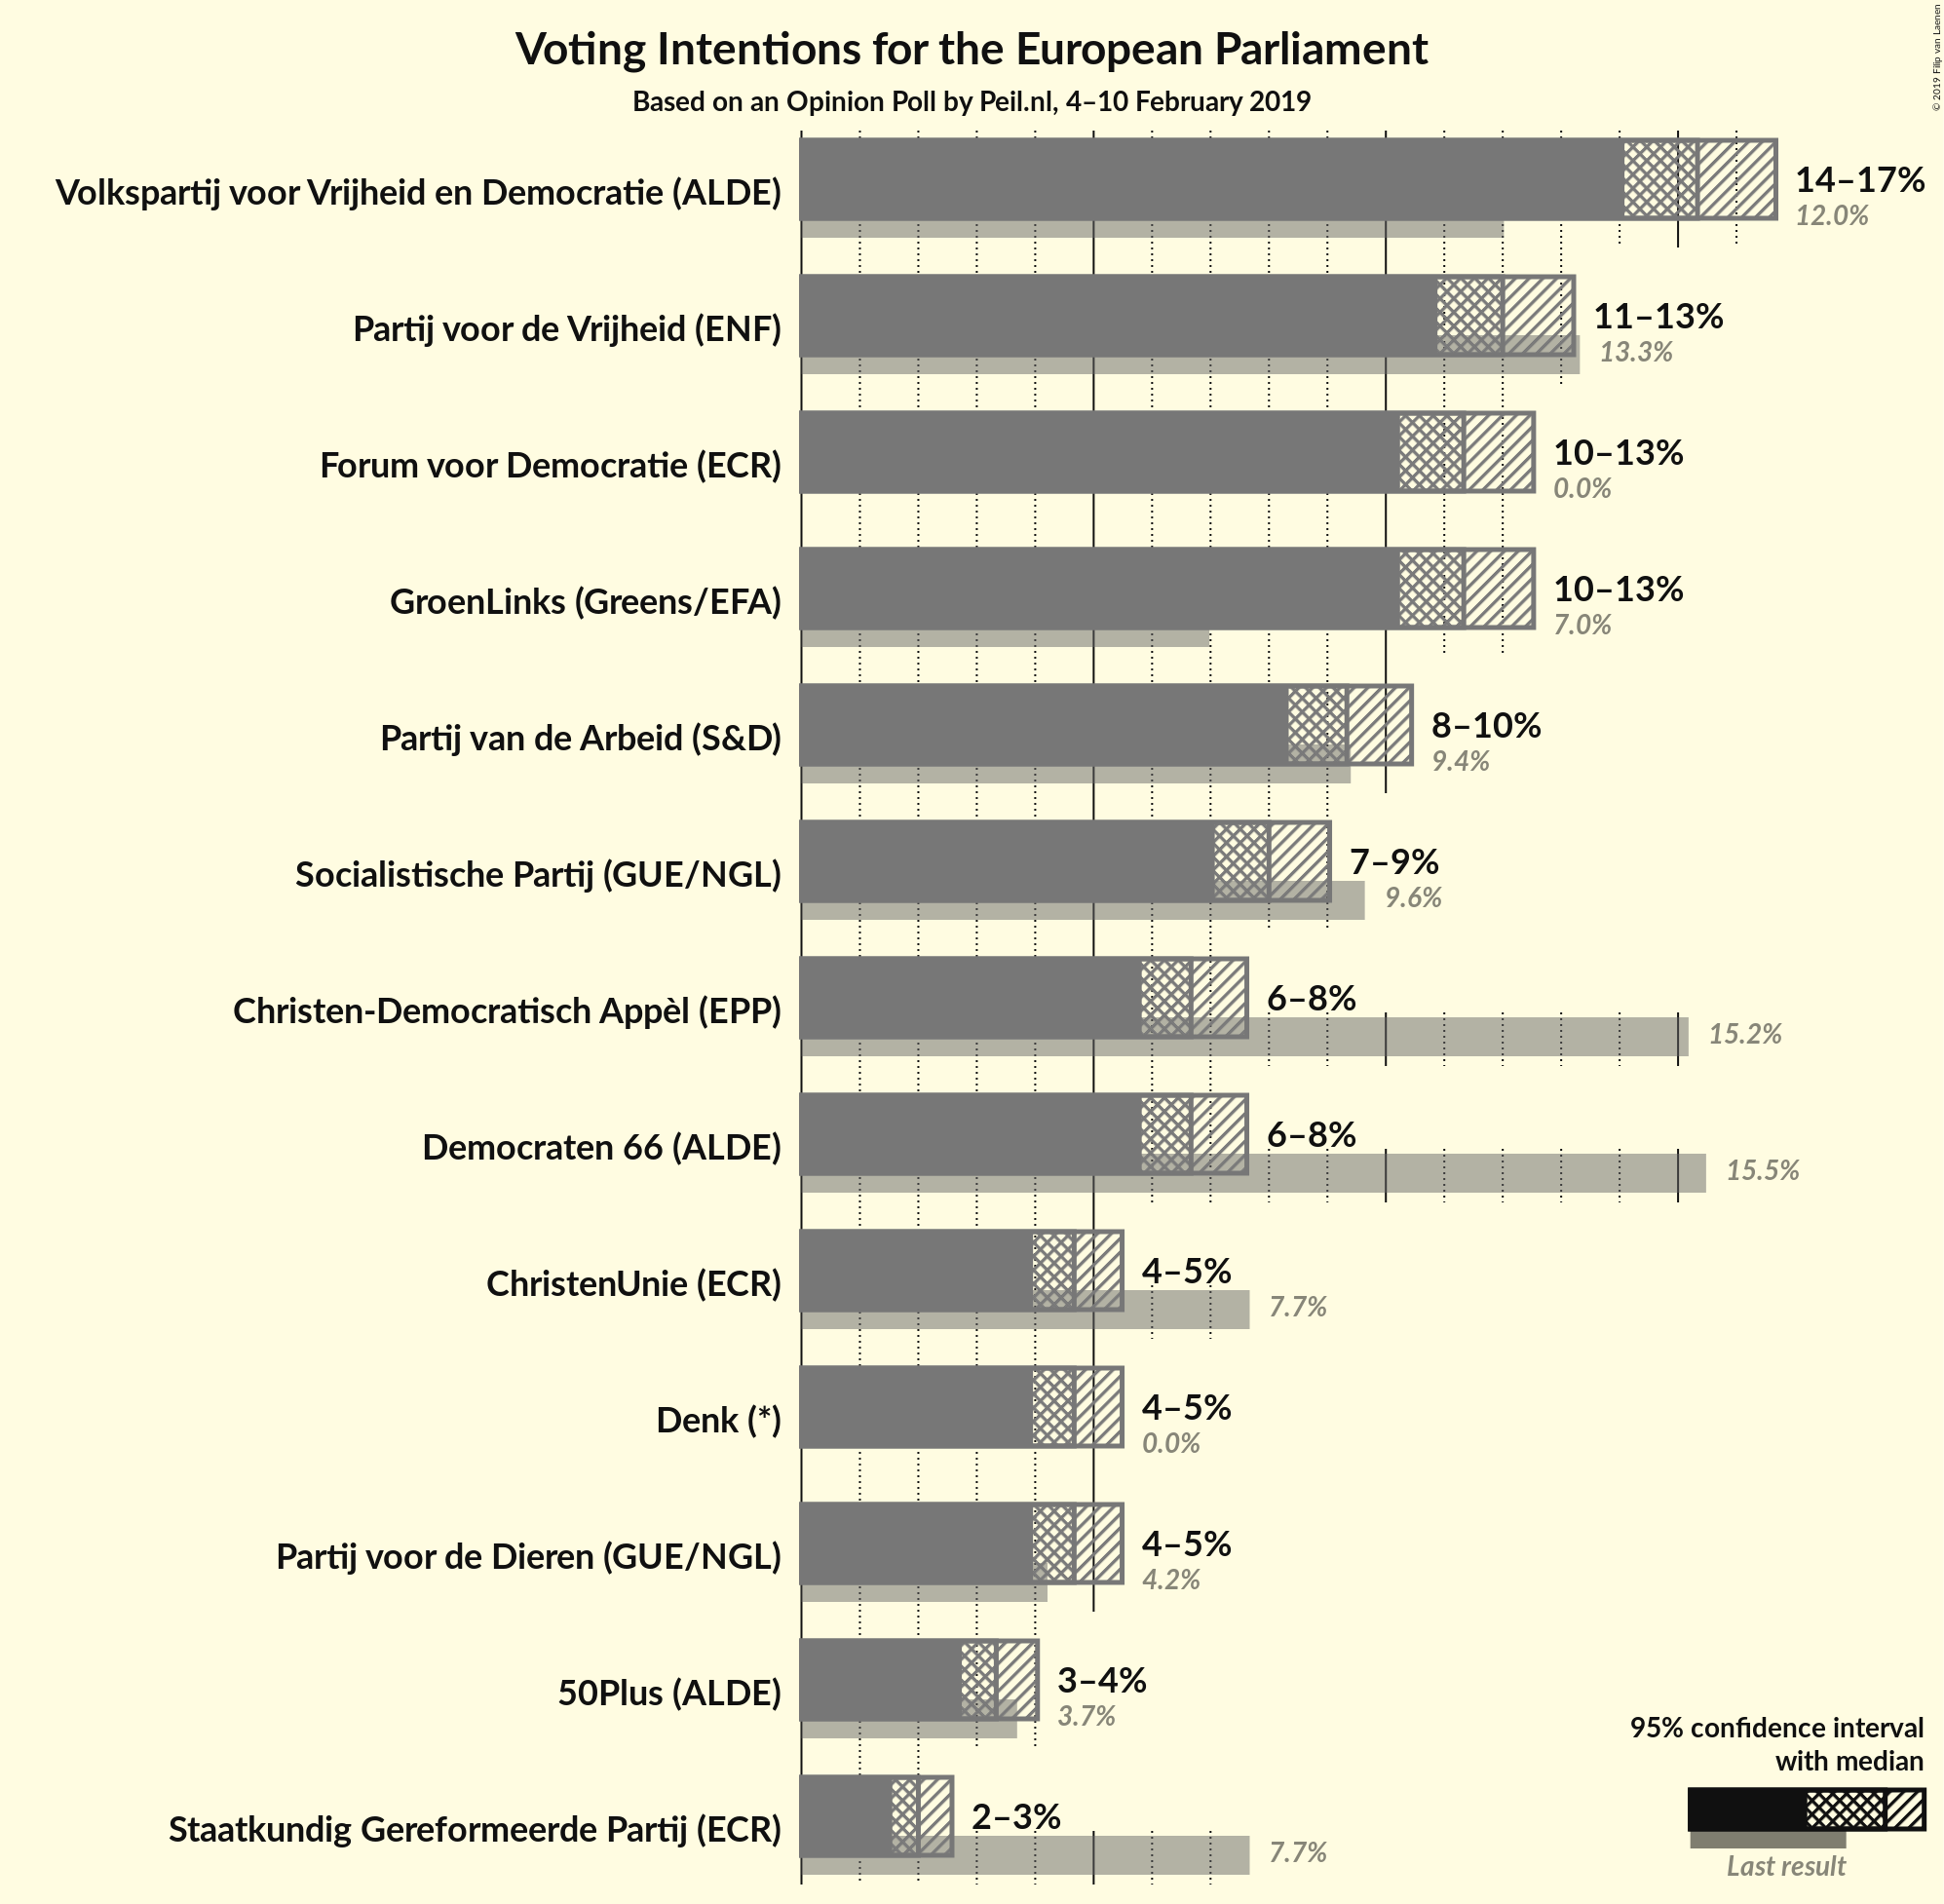 Voting Intentions for the European Parliament
Based on an Opinion Poll by Peil.nl, 4–10 February 2019
© 2019 Filip van Laenen
Volkspartij voor Vrijheid en Democratie (ALDE)
14–17%
12.0%
Partij voor de Vrijheid (ENF)
11–13%
13.3%
Forum voor Democratie (ECR)
10–13%
0.0%
GroenLinks (Greens/EFA)
10–13%
7.0%
Partij van de Arbeid (S&D)
8–10%
9.4%
Socialistische Partij (GUE/NGL)
7–9%
9.6%
Christen-Democratisch Appèl (EPP)
6–8%
15.2%
Democraten 66 (ALDE)
6–8%
15.5%
ChristenUnie (ECR)
4–5%
7.7%
Denk (*)
4–5%
0.0%
Partij voor de Dieren (GUE/NGL)
4–5%
4.2%
50Plus (ALDE)
3–4%
3.7%
Staatkundig Gereformeerde Partij (ECR)
2–3%
7.7%
95% confidence interval
with median
Last result